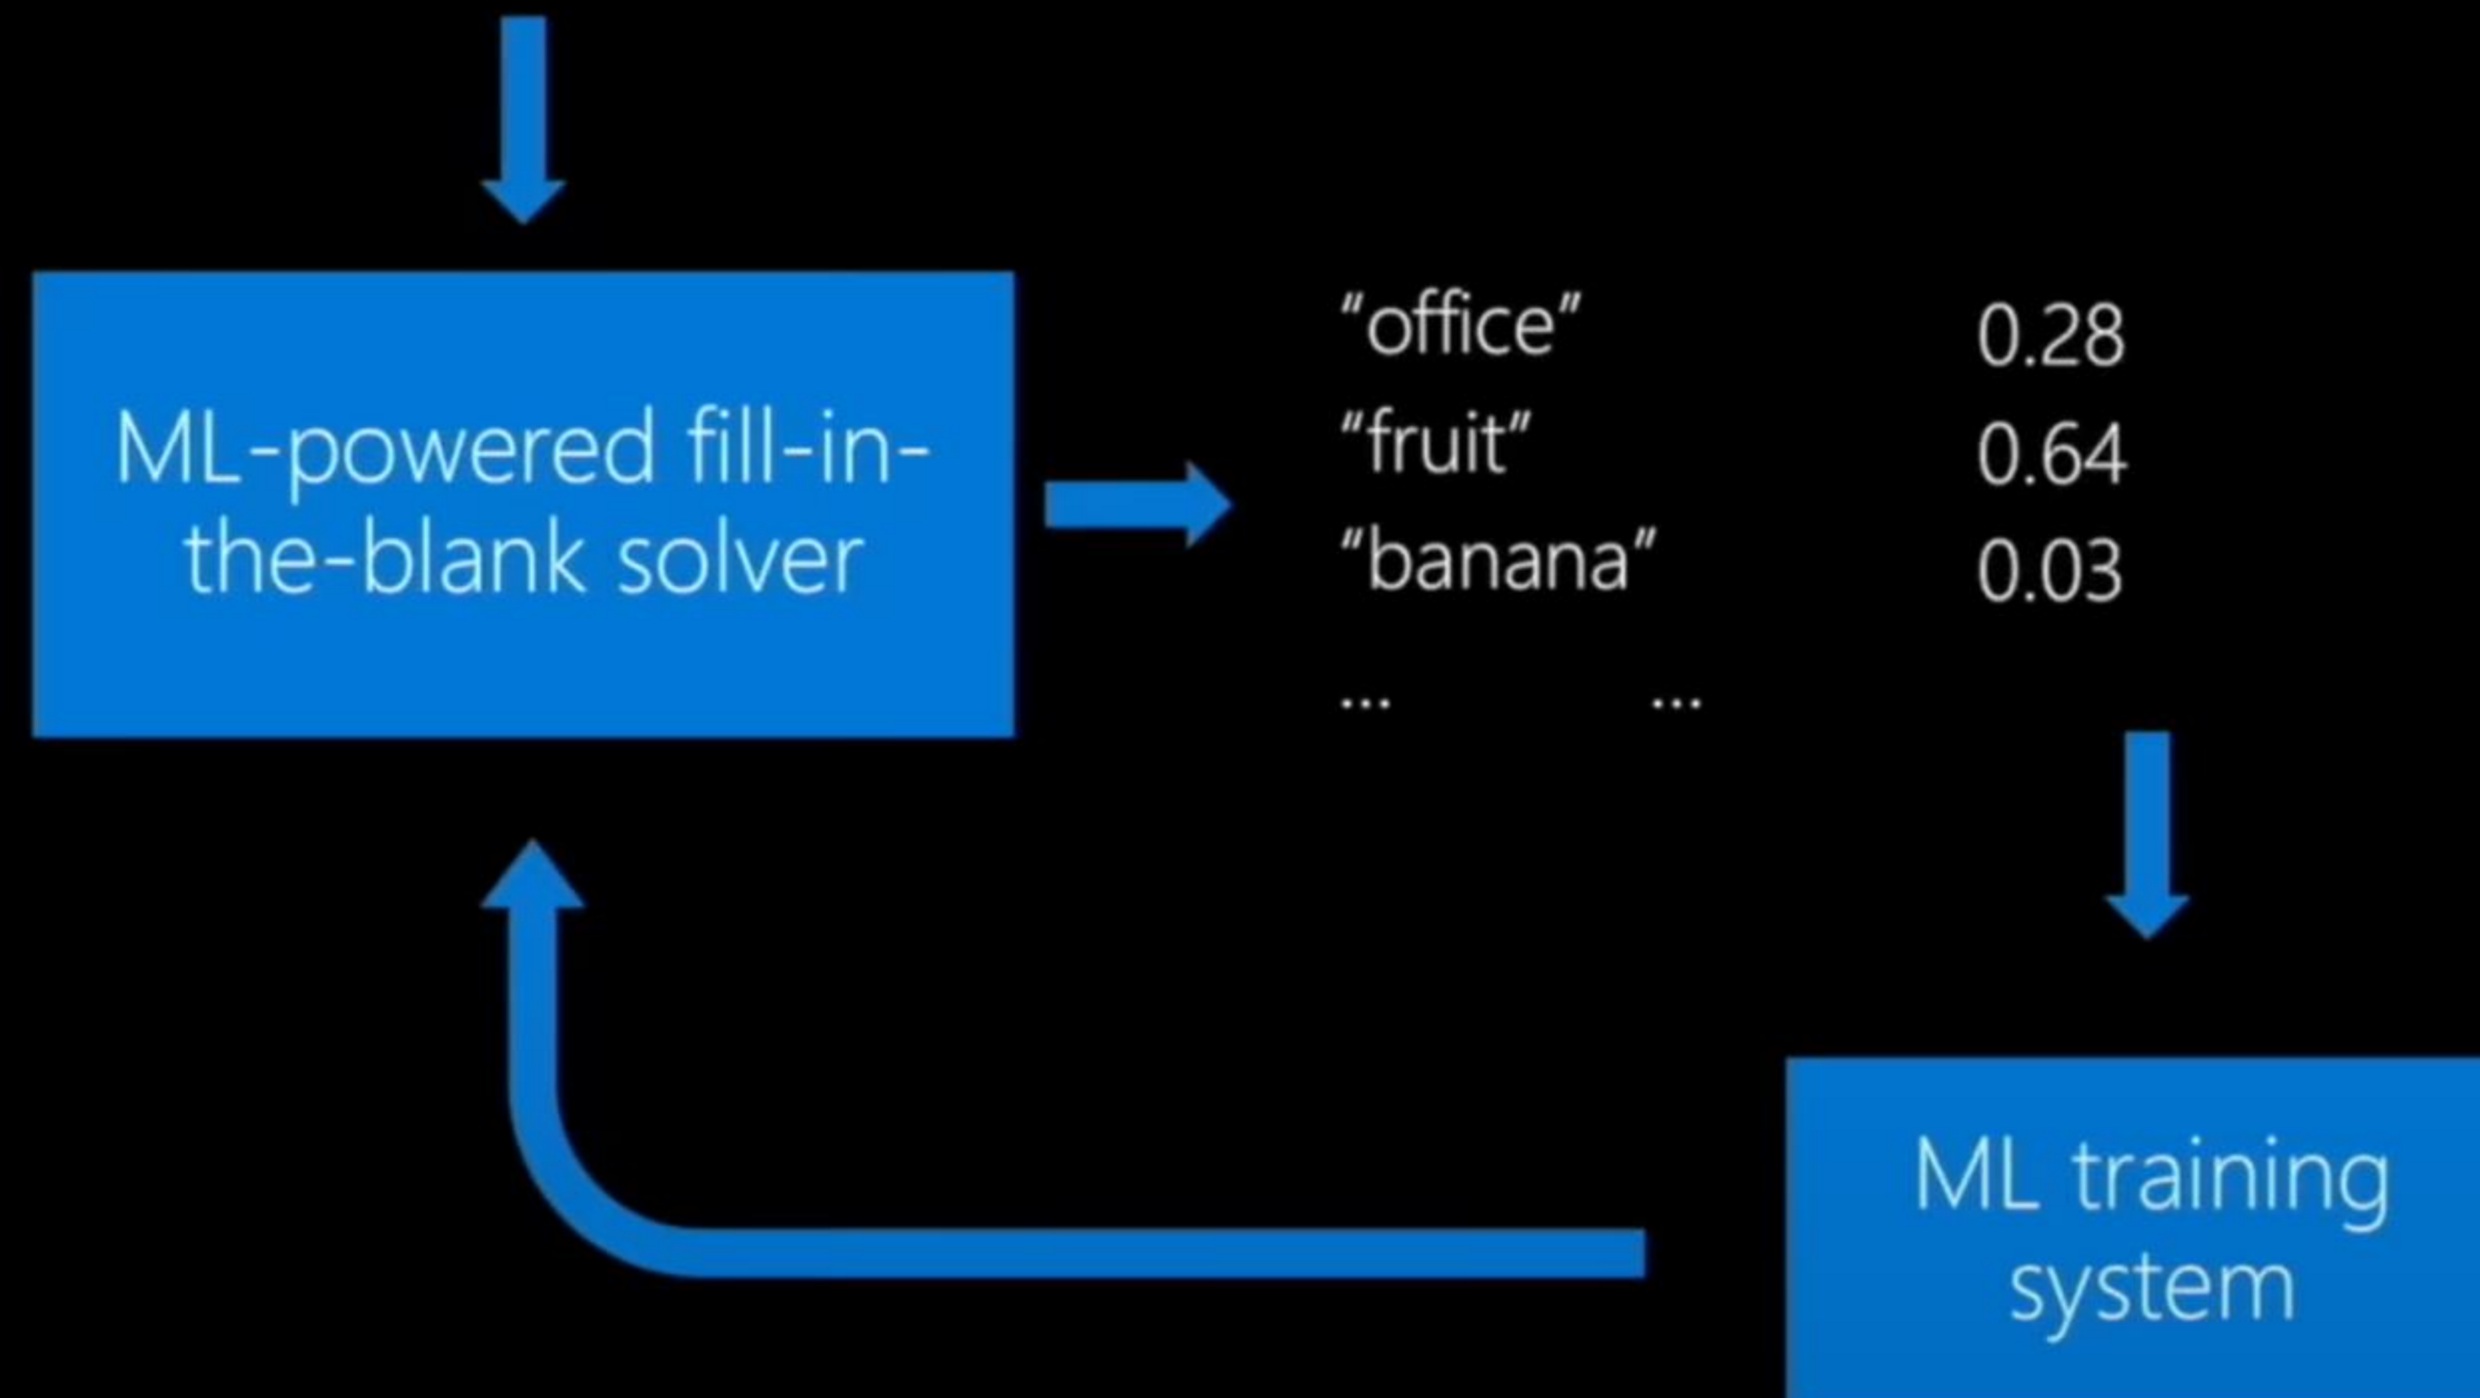 "office" 0.28
ML-powered fill-in- "fruit" 0.64
the-blank solver "banana" 0.03
... ...
ML training
system